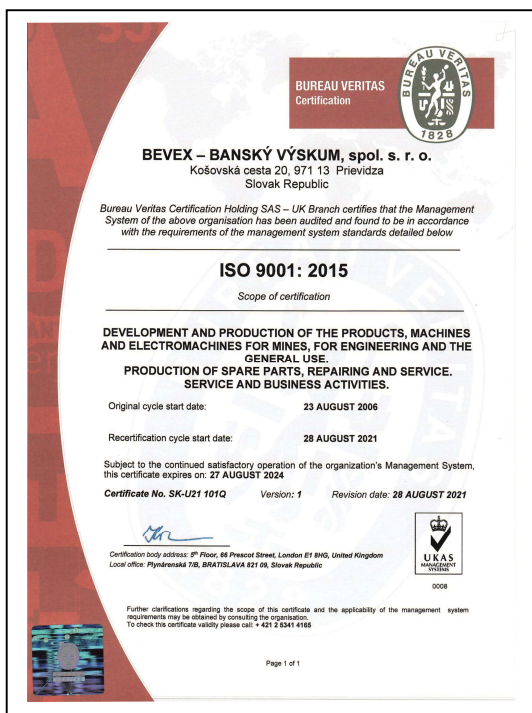 BUREAU VERITAS
Certification
BUREAU VERITAS
1828
BEVEX – BANSKÝ VÝSKUM, spol. s. r. o.
Košovská cesta 20, 971 13 Prievidza
Slovak Republic
Bureau Veritas Certification Holding SAS – UK Branch certifies that the Management
System of the above organisation has been audited and found to be in accordance
with the requirements of the management system standards detailed below
ISO 9001: 2015
Scope of certification
DEVELOPMENT AND PRODUCTION OF THE PRODUCTS, MACHINES
AND ELECTROMACHINES FOR MINES, FOR ENGINEERING AND THE
GENERAL USE.
PRODUCTION OF SPARE PARTS, REPAIRING AND SERVICE.
SERVICE AND BUSINESS ACTIVITIES.
Original cycle start date: 23 AUGUST 2006
Recertification cycle start date: 28 AUGUST 2021
Subject to the continued satisfactory operation of the organization's Management System,
this certificate expires on: 27 AUGUST 2024
Certificate No. SK-U21 101Q Version: 1 Revision date: 28 AUGUST 2021
Certification body address: 5th Floor, 66 Prescot Street, London E1 8HG, United Kingdom
Local office: Plynárenská 7/B, BRATISLAVA 821 09, Slovak Republic
UKAS
MANAGEMENT
SYSTEMS
0008
Further clarifications regarding the scope of this certificate and the applicability of the management system
requirements may be obtained by consulting the organisation.
To check this certificate validity please call: + 421 2 5341 4165
Page 1 of 1